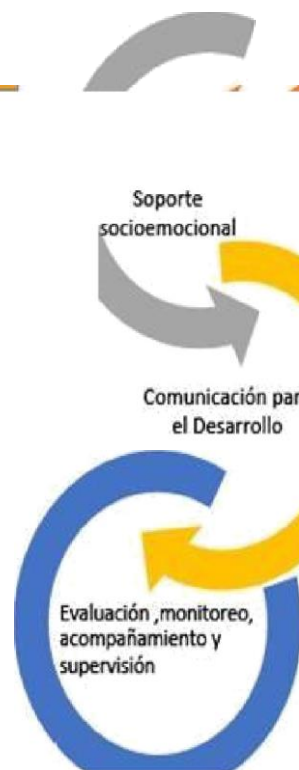 Soporte
socioemocional
Comunicación par
el Desarrollo
Evaluación ,monitoreo,
acompañamiento y
supervisión